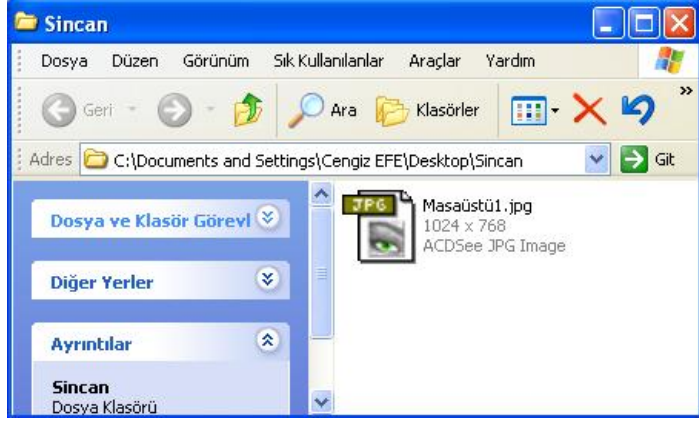 Sincan
Dosya Düzen Görünüm Sık Kullanılanlar Araçlar Yardım
Geri Ara Klasörler »
Adres C:\Documents and Settings\Cengiz EFE\Desktop\Sincan Git
Dosya ve Klasör Görevl
Diğer Yerler
Ayrıntılar
Sincan
Dosya Klasörü
JPG
Masaüstü1.jpg
1024 x 768
ACDSee JPG Image